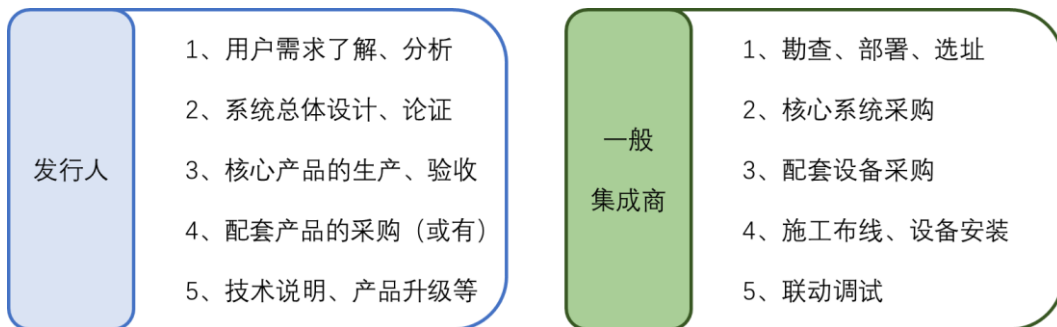 发行人
1、用户需求了解、分析
2、系统总体设计、论证
3、核心产品的生产、验收
4、配套产品的采购（或有）
5、技术说明、产品升级等
一般
集成商
1、勘查、部署、选址
2、核心系统采购
3、配套设备采购
4、施工布线、设备安装
5、联动调试